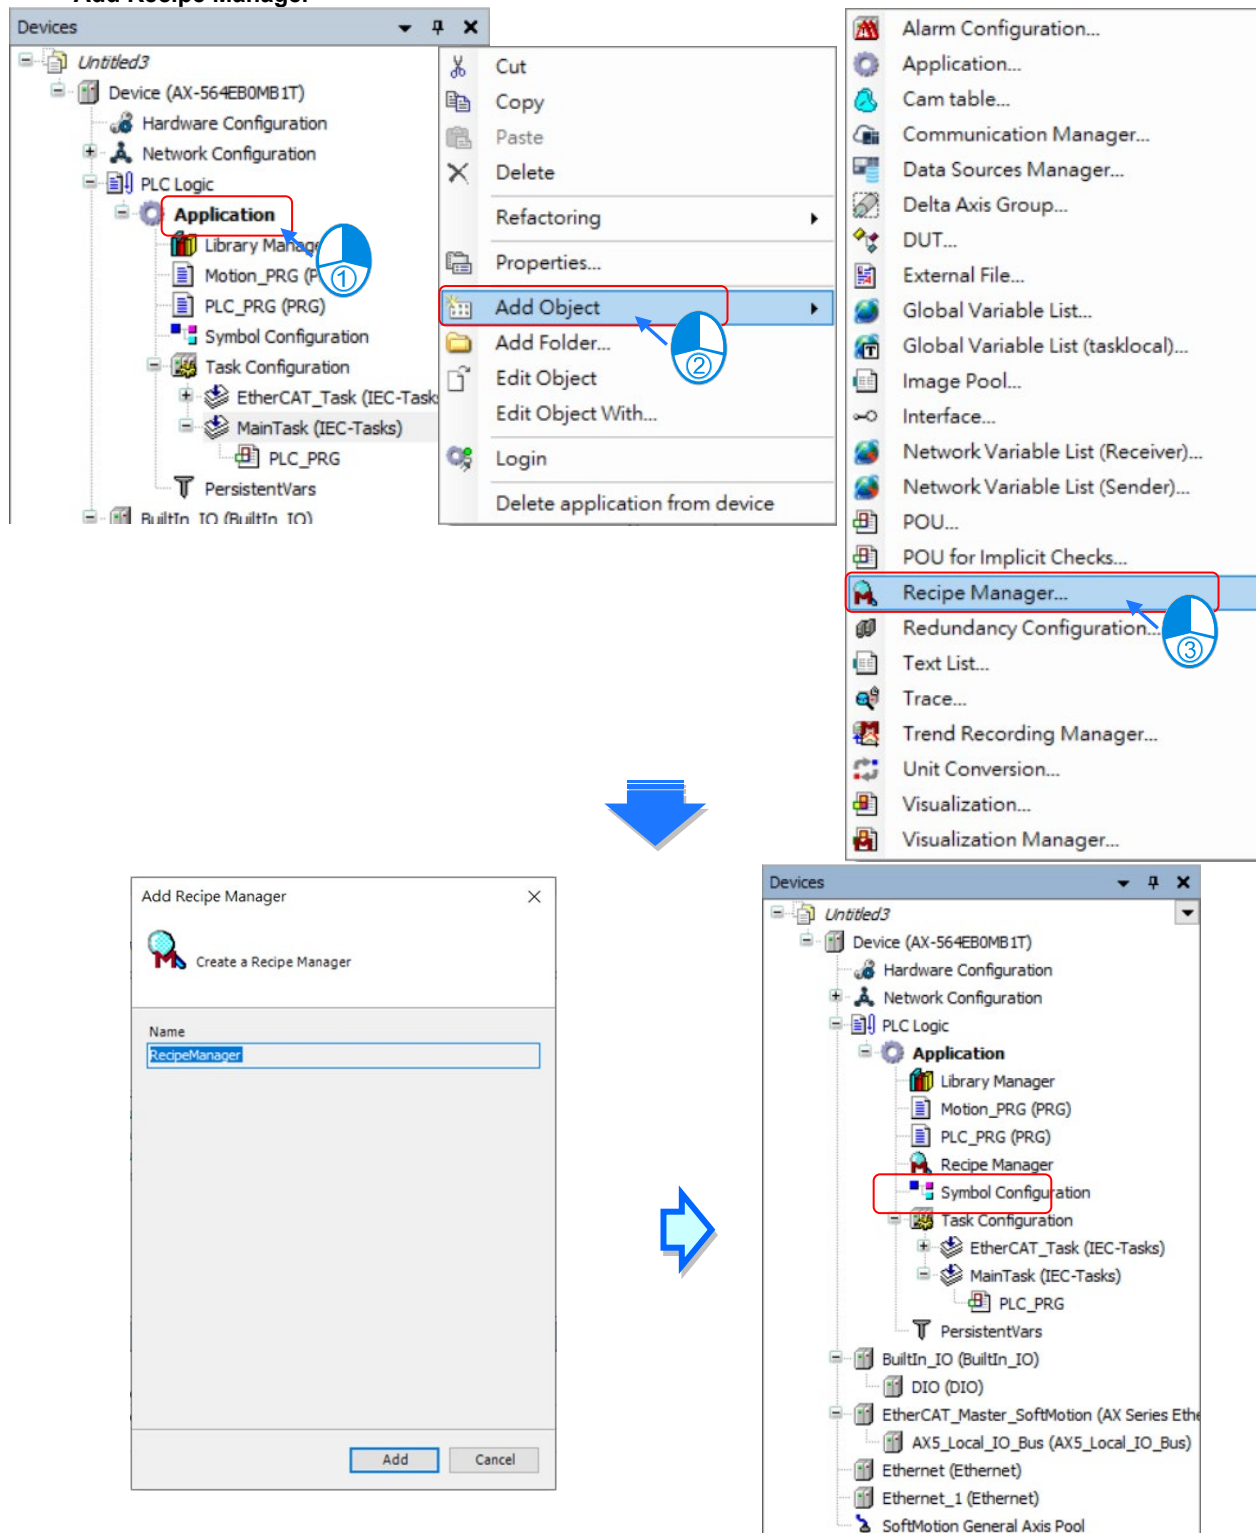 Add Recipe Manager
Devices
Untitled3
Device (AX-564EB0MB1T)
Hardware Configuration
Network Configuration
PLC Logic
Application
Library Manage
Motion_PRG (P
PLC_PRG (PRG)
Symbol Configuration
Task Configuration
EtherCAT_Task (IEC-Task
MainTask (IEC-Tasks)
PLC_PRG
PersistentVars
BuiltIn_IO (BuiltIn_IO)
①
Cut
Copy
Paste
Delete
Refactoring
Properties...
Add Object
Add Folder...
Edit Object
Edit Object With...
Login
Delete application from device
②
Alarm Configuration...
Application...
Cam table...
Communication Manager...
Data Sources Manager...
Delta Axis Group...
DUT...
External File...
Global Variable List...
Global Variable List (tasklocal)...
Image Pool...
Interface...
Network Variable List (Receiver)...
Network Variable List (Sender)...
POU...
POU for Implicit Checks...
Recipe Manager...
Redundancy Configuration...
Text List...
Trace...
Trend Recording Manager...
Unit Conversion...
Visualization...
Visualization Manager...
③
Add Recipe Manager
Create a Recipe Manager
Name
RecipeManager
Add
Cancel
Devices
Untitled3
Device (AX-564EB0MB1T)
Hardware Configuration
Network Configuration
PLC Logic
Application
Library Manager
Motion_PRG (PRG)
PLC_PRG (PRG)
Recipe Manager
Symbol Configuration
Task Configuration
EtherCAT_Task (IEC-Tasks)
MainTask (IEC-Tasks)
PLC_PRG
PersistentVars
BuiltIn_IO (BuiltIn_IO)
DIO (DIO)
EtherCAT_Master_SoftMotion (AX Series Ethe
AX5_Local_IO_Bus (AX5_Local_IO_Bus)
Ethernet (Ethernet)
Ethernet_1 (Ethernet)
SoftMotion General Axis Pool